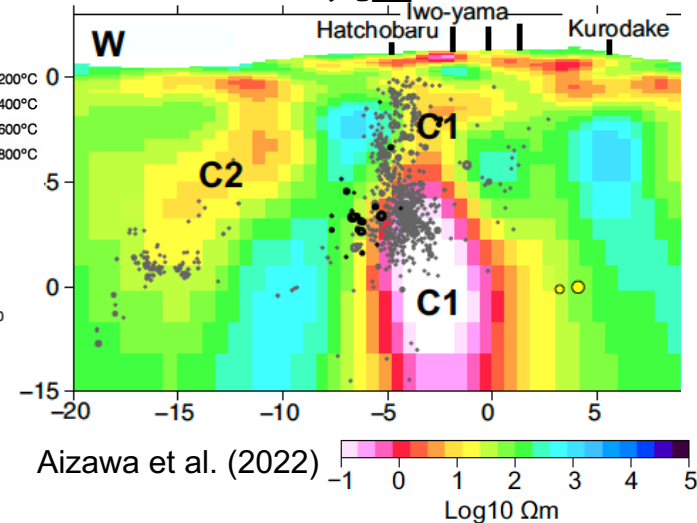 Iwo-yama
W Hatchobaru Kurodake
200°C 0
400°C
600°C C1
800°C
C2
.5
0 C1
−15
−20 −15 −10 −5 0 5
Aizawa et al. (2022)
−1 0 1 2 3 4 5
Log10 Ωm